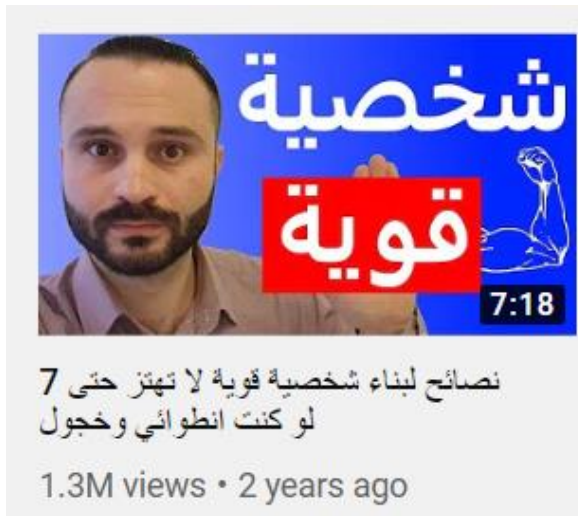 شخصية
قوية
7:18
7 نصائح لبناء شخصية قوية لا تهتز حتى
لو كنت انطوائي وخجول
1.3M views • 2 years ago